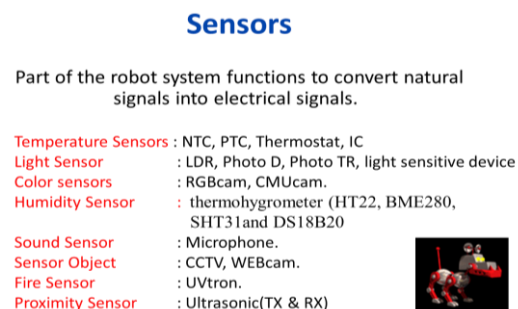 Sensors
Part of the robot system functions to convert natural
signals into electrical signals.
Temperature Sensors : NTC, PTC, Thermostat, IC
Light Sensor : LDR, Photo D, Photo TR, light sensitive device
Color sensors : RGBcam, CMUcam.
Humidity Sensor : thermohygrometer (HT22, BME280,
SHT31and DS18B20
Sound Sensor : Microphone.
Sensor Object : CCTV, WEBcam.
Fire Sensor : UVtron.
Proximity Sensor : Ultrasonic(TX & RX)